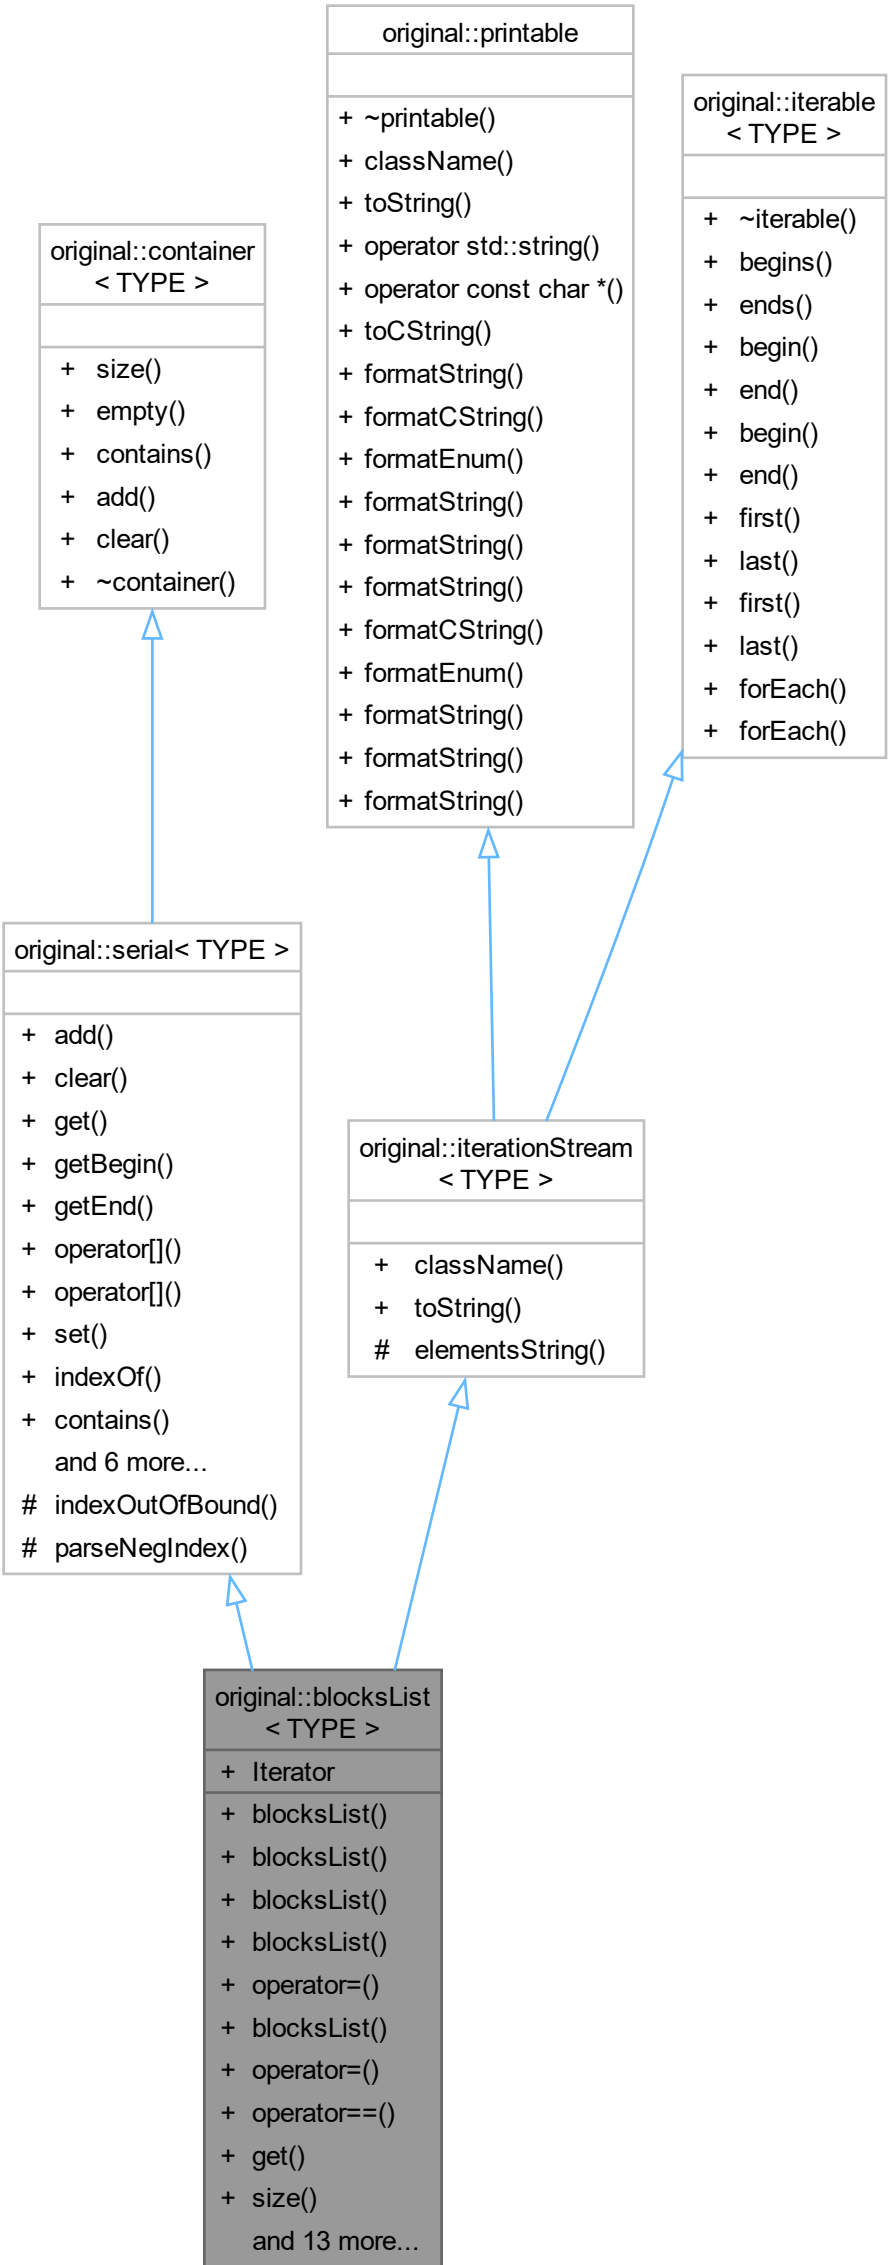 original::printable
+ ~printable()
+ className()
+ toString()
+ operator std::string()
+ operator const char *()
+ toCString()
+ formatString()
+ formatCString()
+ formatEnum()
+ formatString()
+ formatString()
+ formatString()
+ formatCString()
+ formatEnum()
+ formatString()
+ formatString()
+ formatString()
original::iterable
< TYPE >
+ ~iterable()
+ begins()
+ ends()
+ begin()
+ end()
+ begin()
+ end()
+ first()
+ last()
+ first()
+ last()
+ forEach()
+ forEach()
original::container
< TYPE >
+ size()
+ empty()
+ contains()
+ add()
+ clear()
+ ~container()
original::serial< TYPE >
+ add()
+ clear()
+ get()
+ getBegin()
+ getEnd()
+ operator[]()
+ operator[]()
+ set()
+ indexOf()
+ contains()
and 6 more...
# indexOutOfBound()
# parseNegIndex()
original::iterationStream
< TYPE >
+ className()
+ toString()
# elementsString()
original::blocksList
< TYPE >
+ Iterator
+ blocksList()
+ blocksList()
+ blocksList()
+ blocksList()
+ operator=()
+ blocksList()
+ operator=()
+ operator==()
+ get()
+ size()
and 13 more...